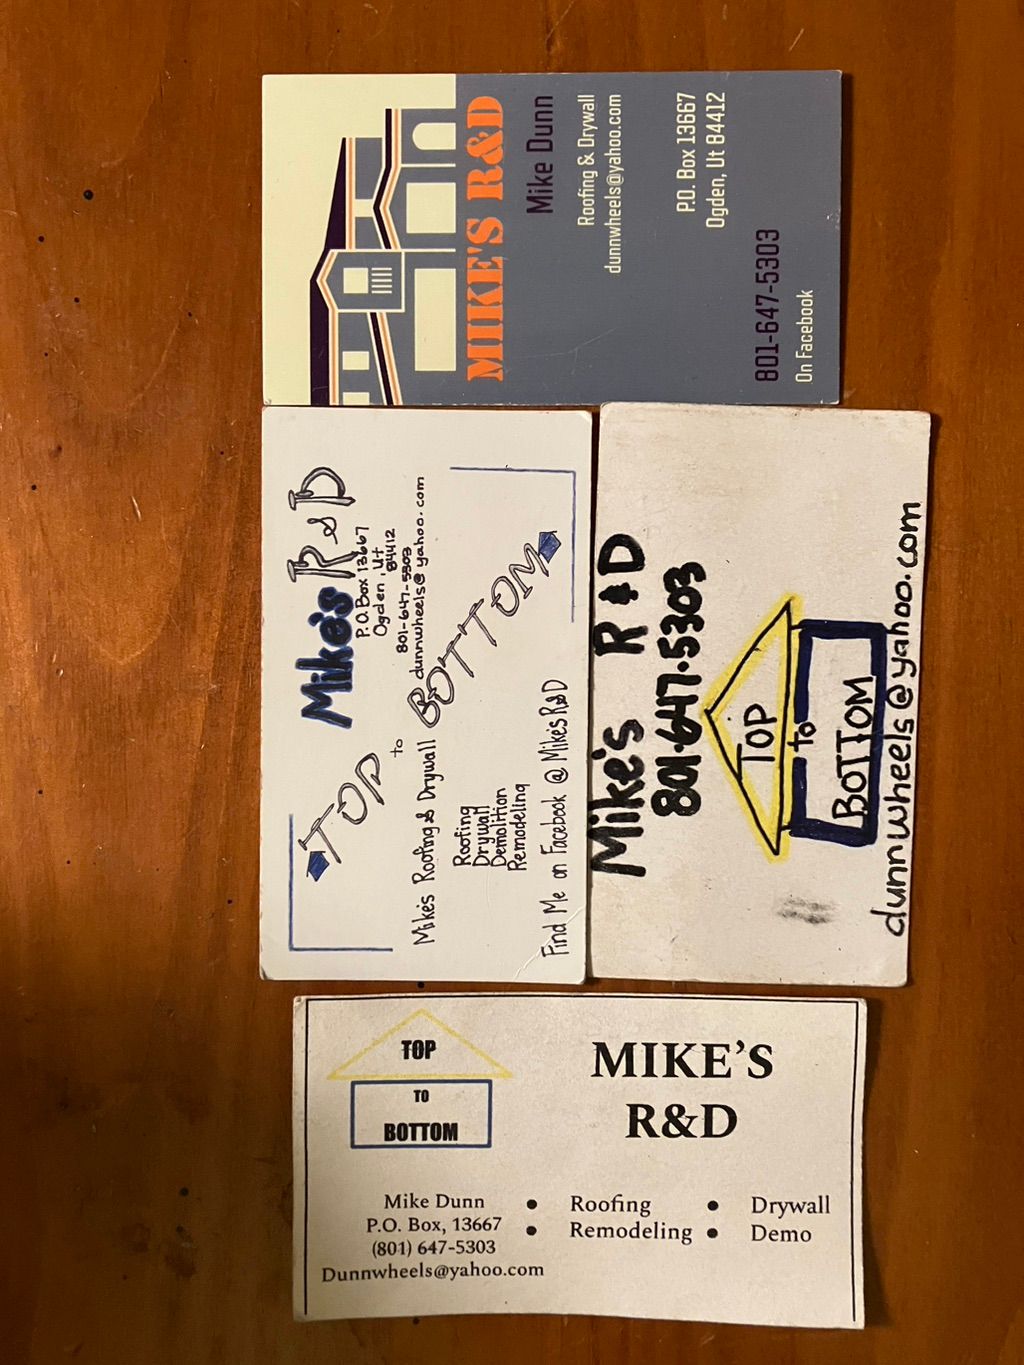 MIKE'S R&D
Mike Dunn
Roofing & Drywall
dunnwheels@yahoo.com
P.O. Box 13667
Ogden, Ut 84412
801-647-5303
On Facebook
Mike's R&D
P.O. Box 13667
Ogden, Ut
84412
801-647-5303
dunnwheels@yahoo.com
TOP
to
BOTTOM
Mike's Roofing & Drywall
Roofing
Drywall
Demolition
Remodeling
Find Me on Facebook @ Mike's R&D
Mike's R & D
801-647-5303
TOP
to
BOTTOM
dunnwheels@yahoo.com
TOP
TO
BOTTOM
MIKE'S
R&D
Mike Dunn
P.O. Box, 13667
(801) 647-5303
Dunnwheels@yahoo.com
• Roofing • Drywall
• Remodeling • Demo